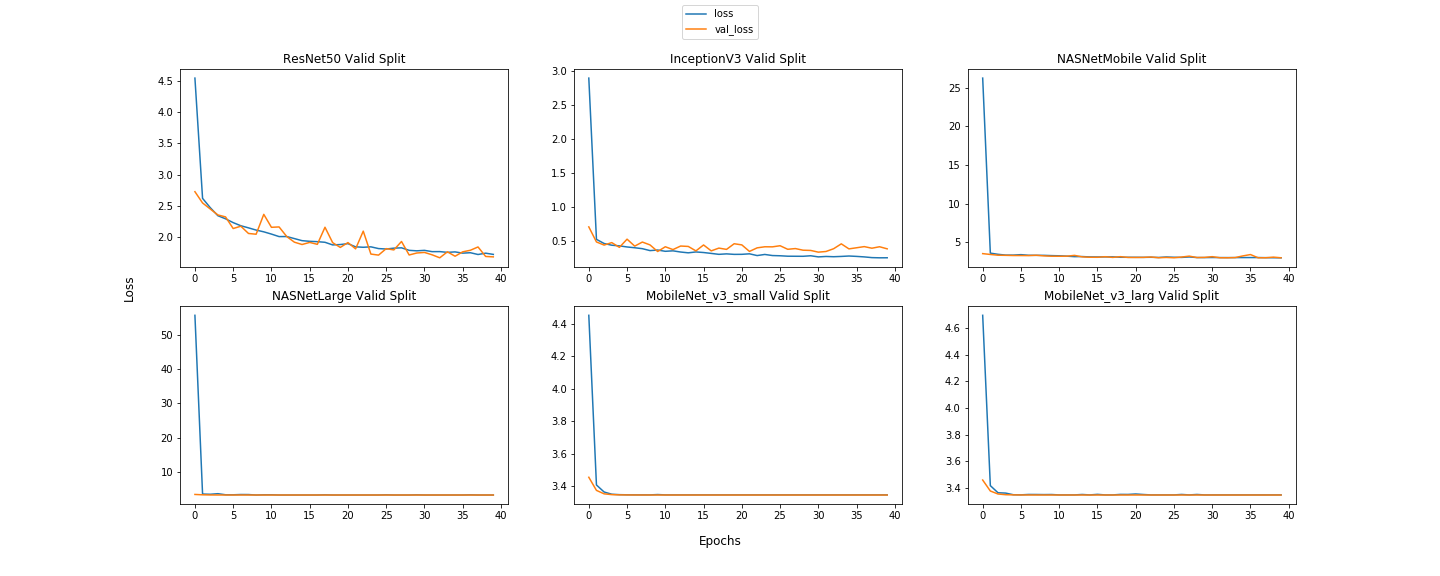 loss
val_loss
ResNet50 Valid Split
4.5
4.0
3.5
3.0
2.5
2.0
0 5 10 15 20 25 30 35 40
InceptionV3 Valid Split
3.0
2.5
2.0
1.5
1.0
0.5
0 5 10 15 20 25 30 35 40
NASNetMobile Valid Split
25
20
15
10
5
0 5 10 15 20 25 30 35 40
Loss
NASNetLarge Valid Split
50
40
30
20
10
0 5 10 15 20 25 30 35 40
MobileNet_v3_small Valid Split
4.4
4.2
4.0
3.8
3.6
3.4
0 5 10 15 20 25 30 35 40
MobileNet_v3_larg Valid Split
4.6
4.4
4.2
4.0
3.8
3.6
3.4
0 5 10 15 20 25 30 35 40
Epochs